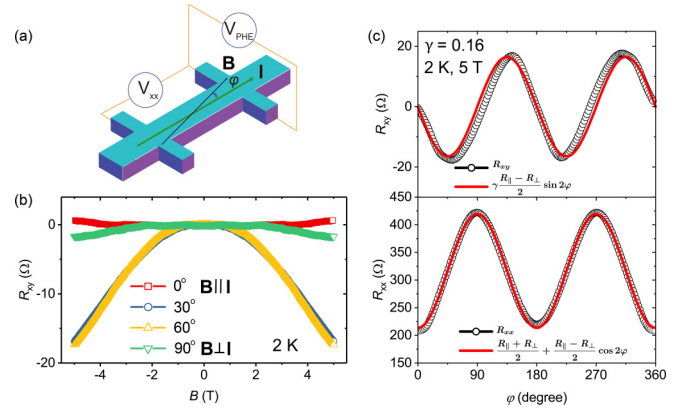 (a)
V_PHE
V_xx
B
I
φ
(b)
R_xy (Ω)
0
-10
-20
0° B||I
30°
60°
90° B⊥I
2 K
-4 -2 0 2 4
B (T)
(c)
γ = 0.16
2 K, 5 T
R_xy (Ω)
20
0
-20
R_xy
γ (R_∥ − R_⊥)/2 sin 2φ
R_xx (Ω)
450
400
350
300
250
200
150
R_xx
(R_∥ + R_⊥)/2 + (R_∥ − R_⊥)/2 cos 2φ
0 90 180 270 360
φ (degree)